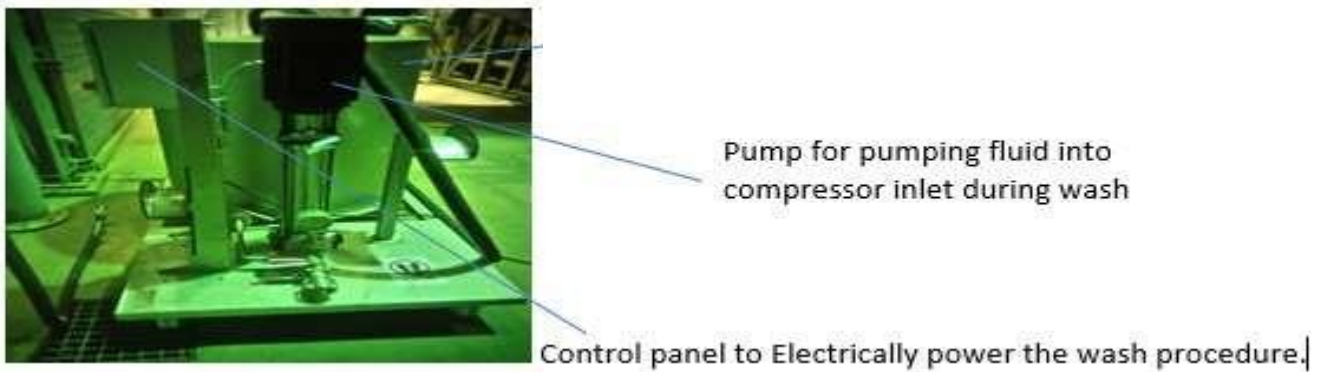 Pump for pumping fluid into
compressor inlet during wash
Control panel to Electrically power the wash procedure.